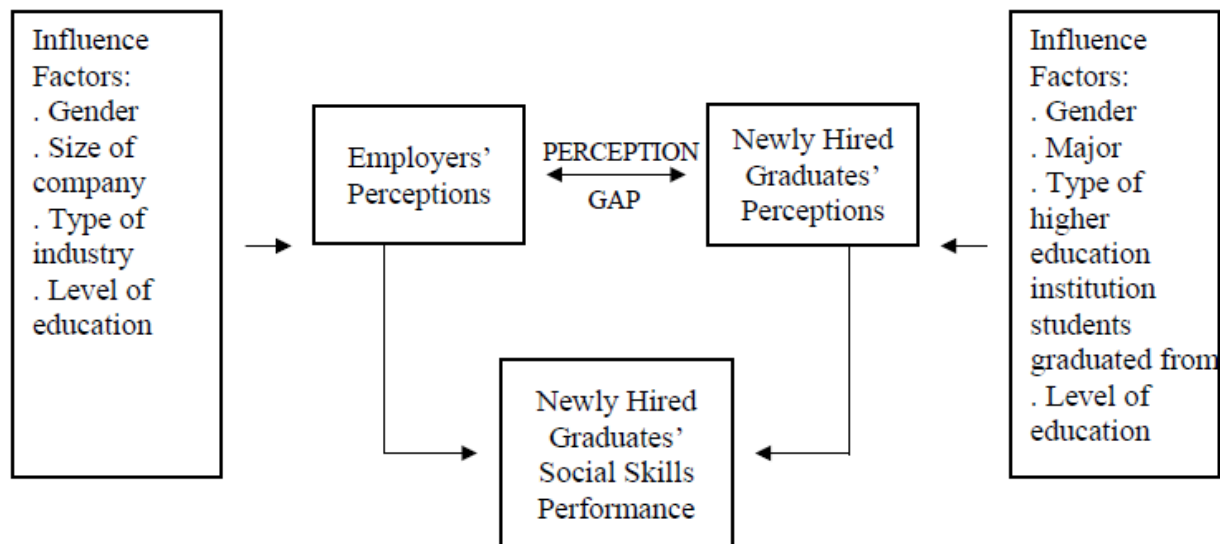 Influence
Factors:
. Gender
. Size of
company
. Type of
industry
. Level of
education
Employers’
Perceptions
PERCEPTION
GAP
Newly Hired
Graduates’
Perceptions
Newly Hired
Graduates’
Social Skills
Performance
Influence
Factors:
. Gender
. Major
. Type of
higher
education
institution
students
graduated from
. Level of
education